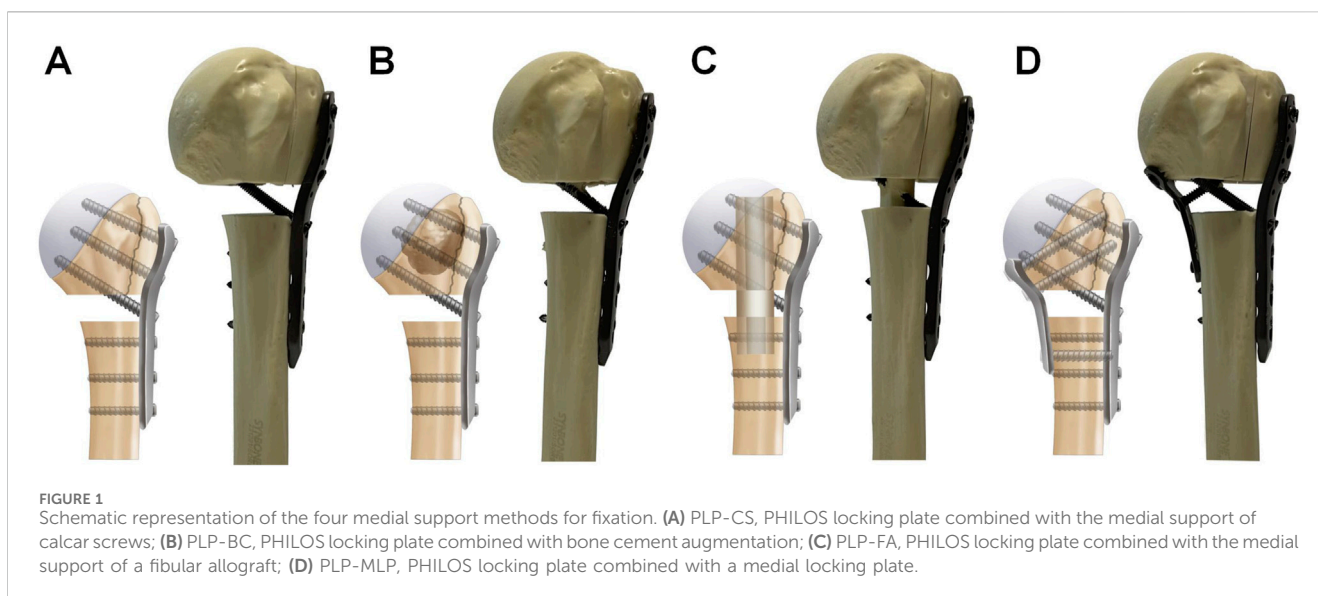 A
B
C
D
FIGURE 1
Schematic representation of the four medial support methods for fixation. (A) PLP-CS, PHILOS locking plate combined with the medial support of
calcar screws; (B) PLP-BC, PHILOS locking plate combined with bone cement augmentation; (C) PLP-FA, PHILOS locking plate combined with the medial
support of a fibular allograft; (D) PLP-MLP, PHILOS locking plate combined with a medial locking plate.